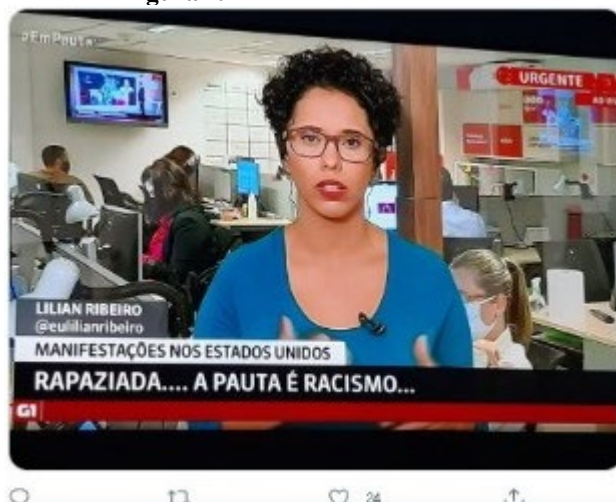 #EmPauta
URGENTE
LILIAN RIBEIRO
@eulilianribeiro
MANIFESTAÇÕES NOS ESTADOS UNIDOS
RAPAZIADA.... A PAUTA É RACISMO...
G1
24